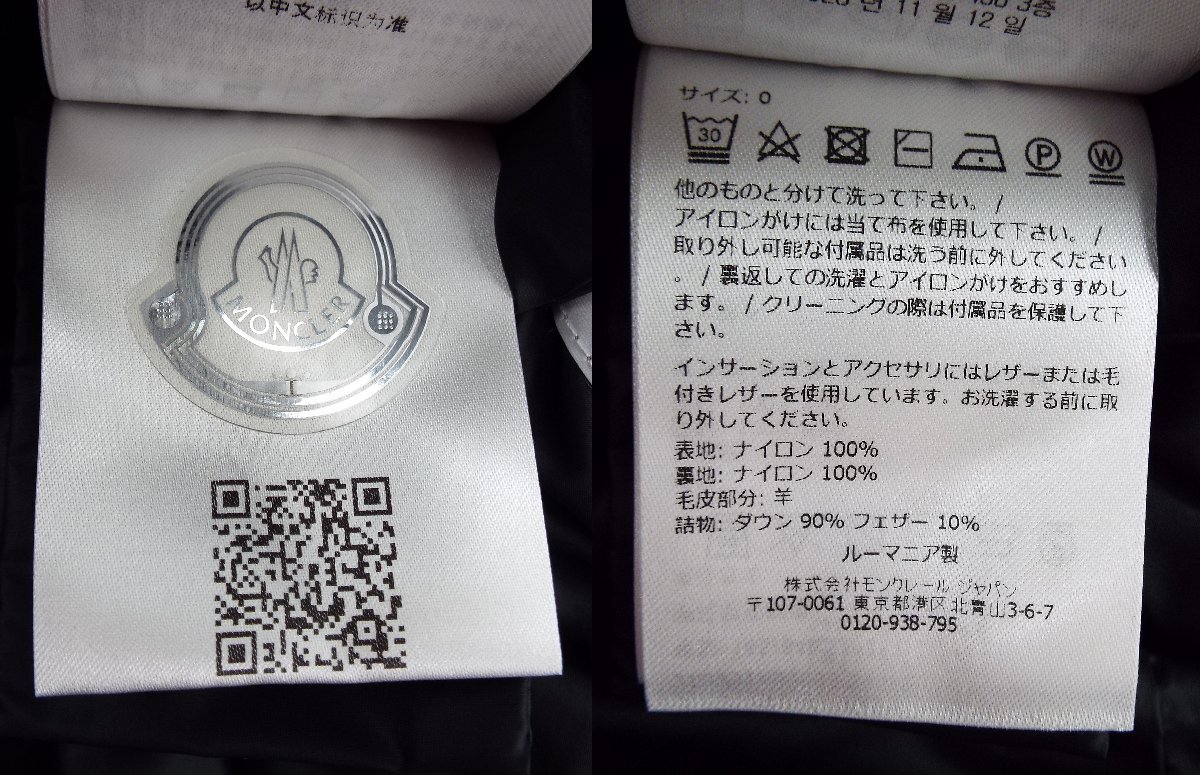 以中文标识为准
MONCLER
年 11 月 12 日
サイズ: 0
30
P
W
他のものと分けて洗って下さい。 /
アイロンがけには当て布を使用して下さい。 /
取り外し可能な付属品は洗う前に外してください
。 / 裏返しての洗濯とアイロンがけをおすすめし
ます。 / クリーニングの際は付属品を保護して下
さい。
インサーションとアクセサリにはレザーまたは毛
付きレザーを使用しています。お洗濯する前に取
り外してください。
表地: ナイロン 100%
裏地: ナイロン 100%
毛皮部分: 羊
詰物: ダウン 90% フェザー 10%
ルーマニア製
株式会社モンクレール ジャパン
〒107-0061 東京都港区北青山3-6-7
0120-938-795